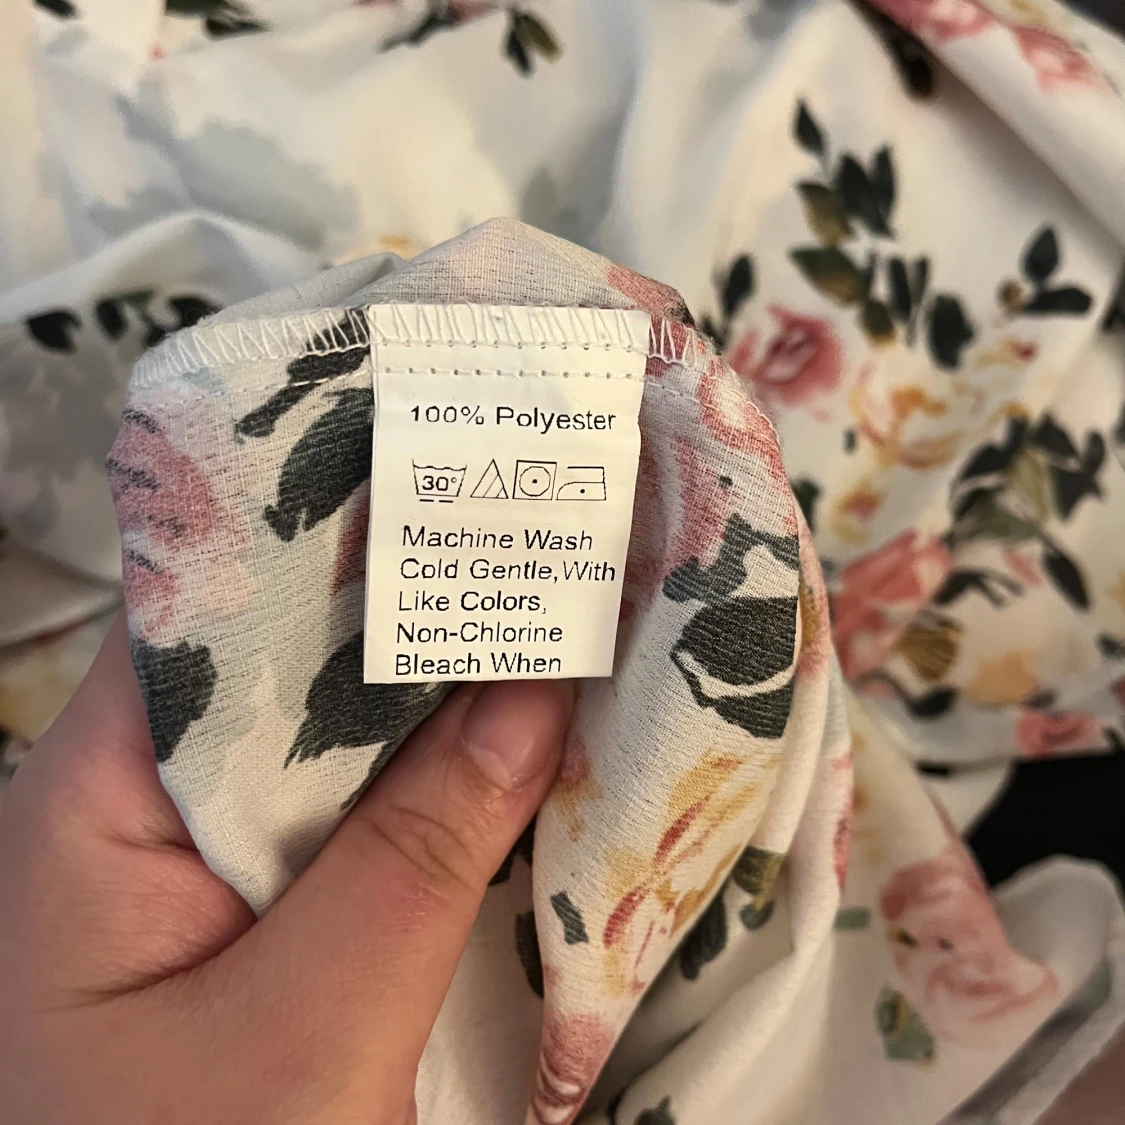 100% Polyester
30°
Machine Wash
Cold Gentle,With
Like Colors,
Non-Chlorine
Bleach When